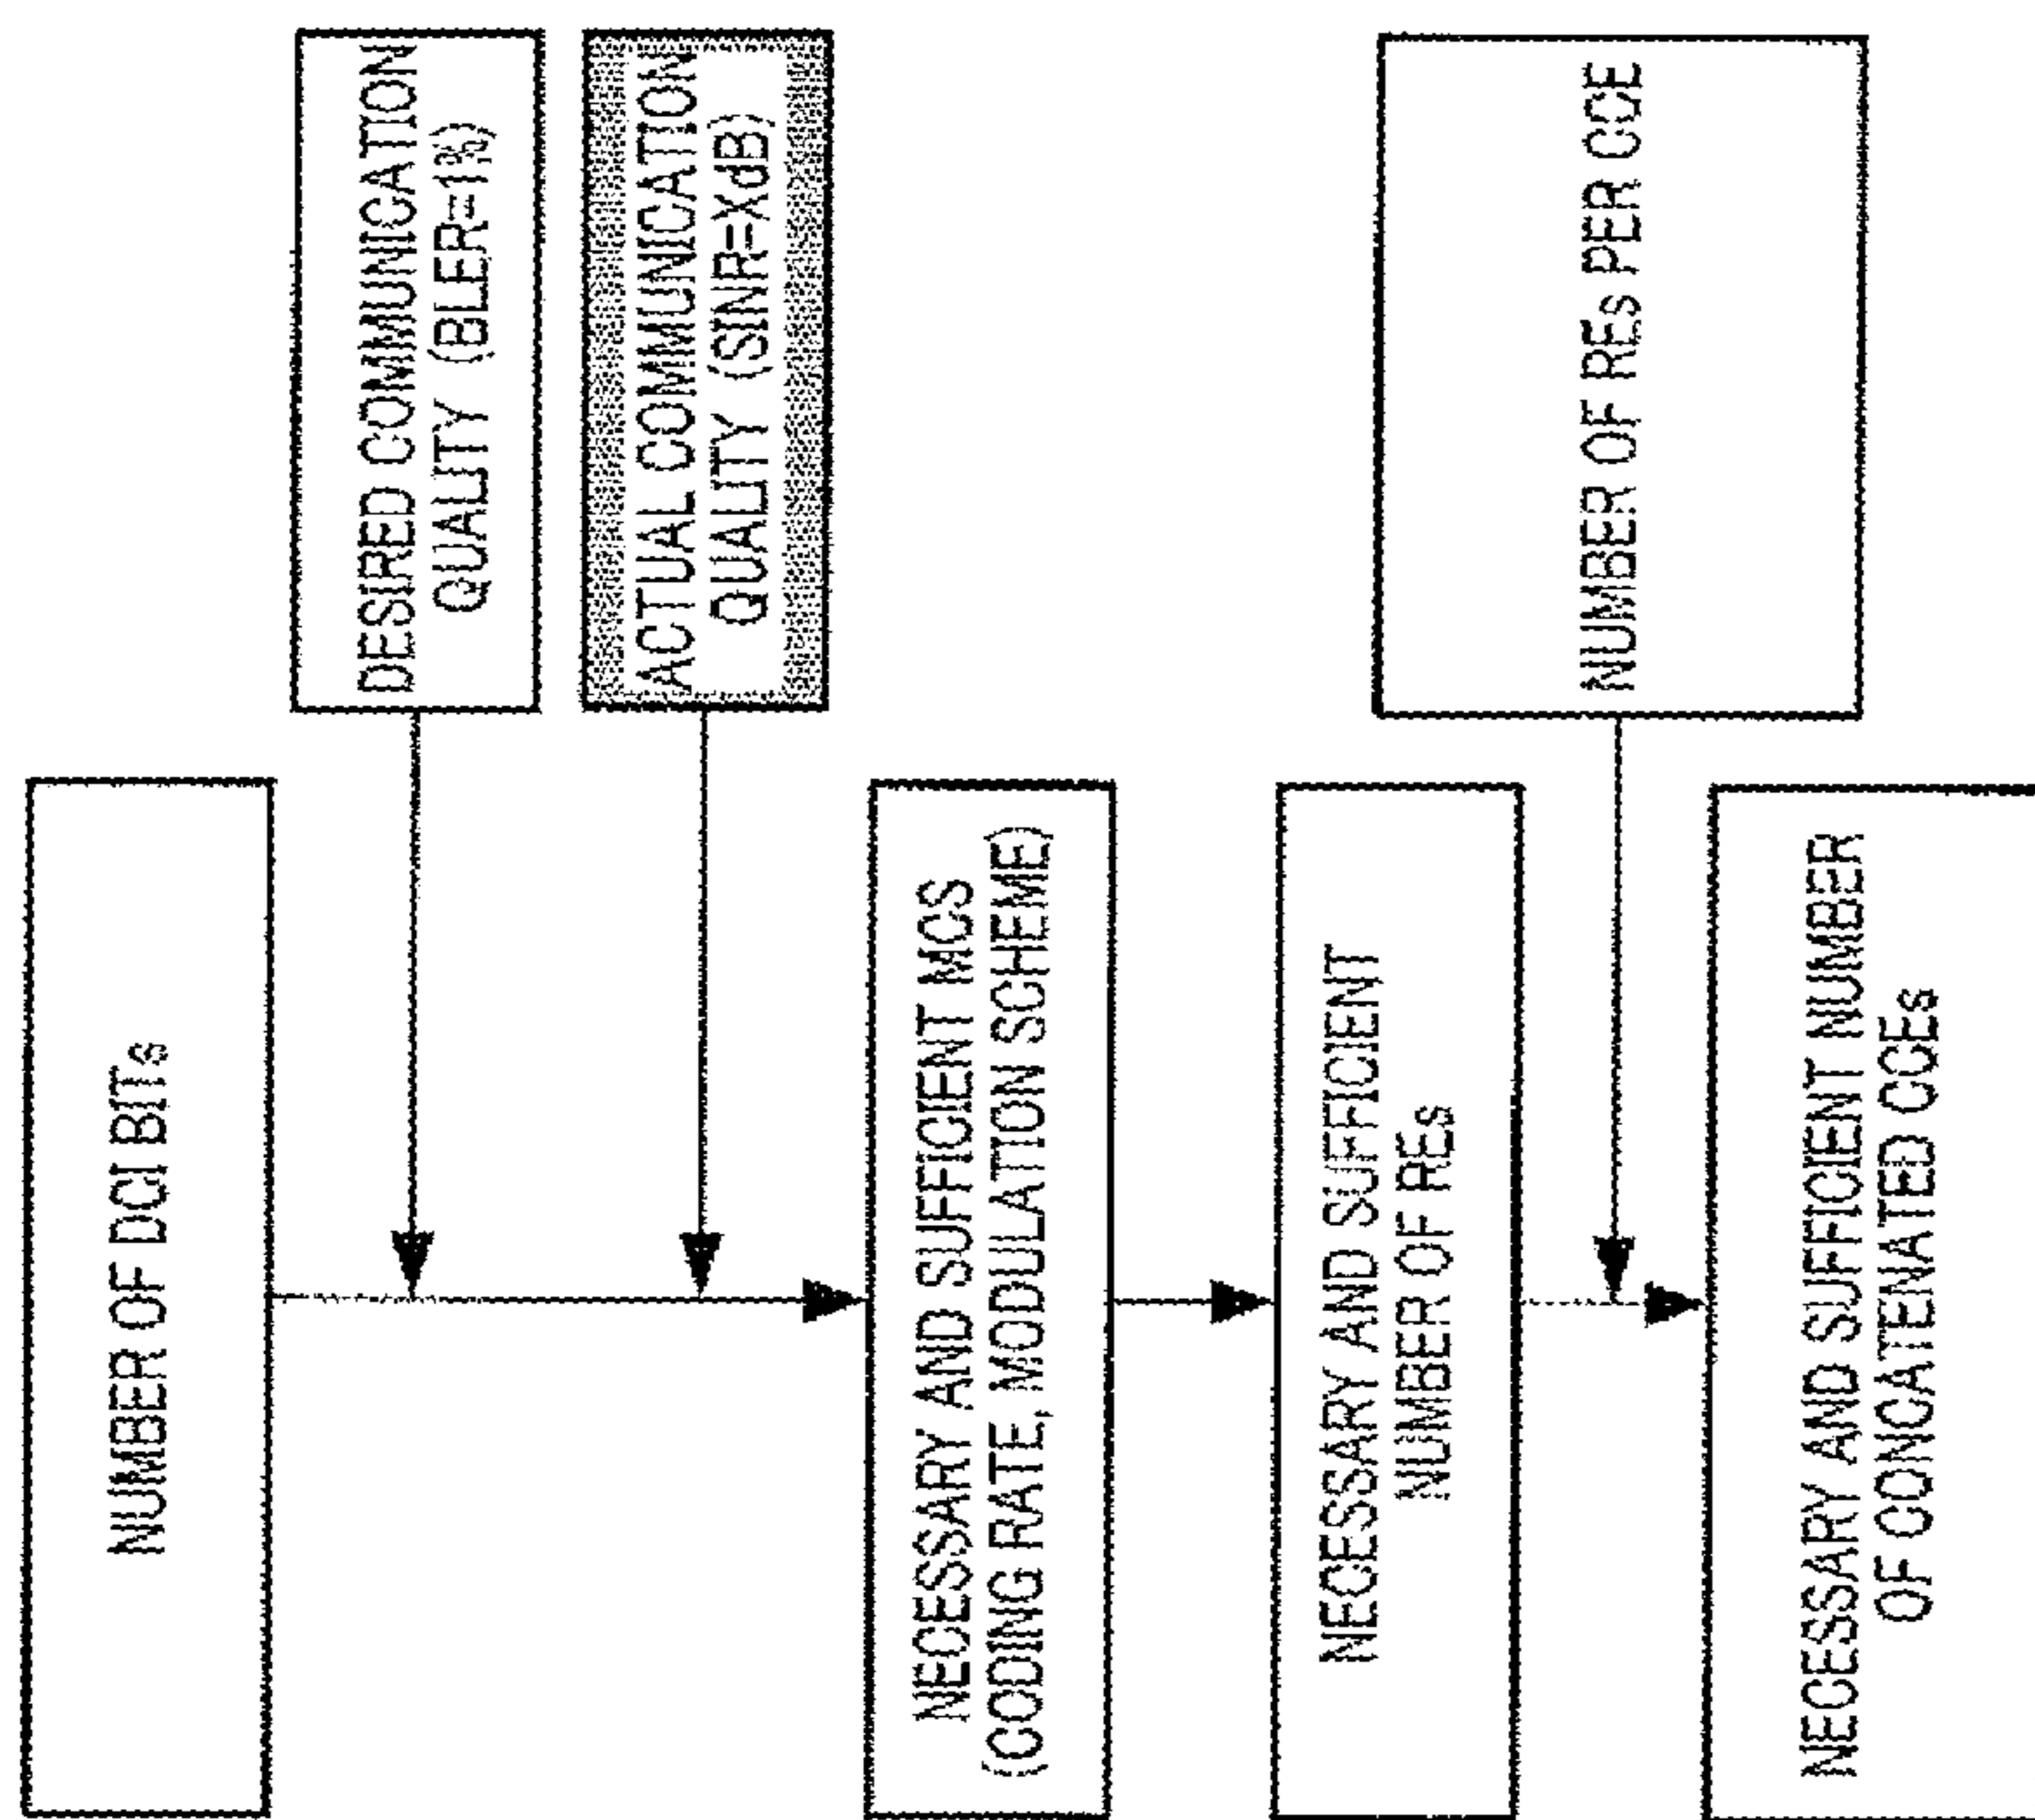 NUMBER OF DCI BITs
DESIRED COMMUNICATION
QUALITY (BLER=1%)
ACTUAL COMMUNICATION
QUALITY (SINR=XdB)
NECESSARY AND SUFFICIENT MCS
(CODING RATE, MODULATION SCHEME)
NECESSARY AND SUFFICIENT
NUMBER OF REs
NUMBER OF REs PER CCE
NECESSARY AND SUFFICIENT NUMBER
OF CONCATENATED CCEs